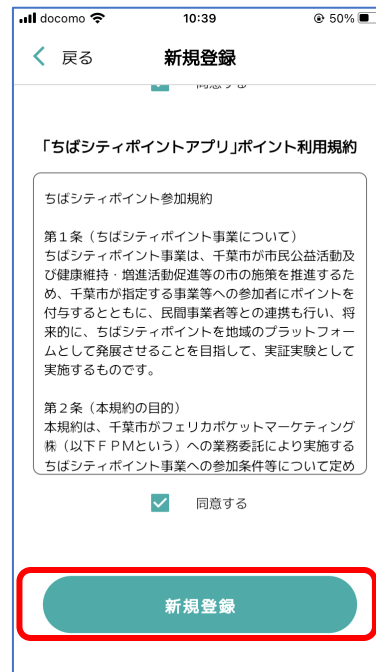 docomo 10:39 50%
戻る 新規登録
同意する
「ちばシティポイントアプリ」ポイント利用規約
ちばシティポイント参加規約
第1条（ちばシティポイント事業について）
ちばシティポイント事業は、千葉市が市民公益活動及
び健康維持・増進活動促進等の市の施策を推進するた
め、千葉市が指定する事業等への参加者にポイントを
付与するとともに、民間事業者等との連携も行い、将
来的に、ちばシティポイントを地域のプラットフォー
ムとして発展させることを目指して、実証実験として
実施するものです。
第2条（本規約の目的）
本規約は、千葉市がフェリカポケットマーケティング
㈱（以下ＦＰＭという）への業務委託により実施する
ちばシティポイント事業への参加条件等について定め
同意する
新規登録